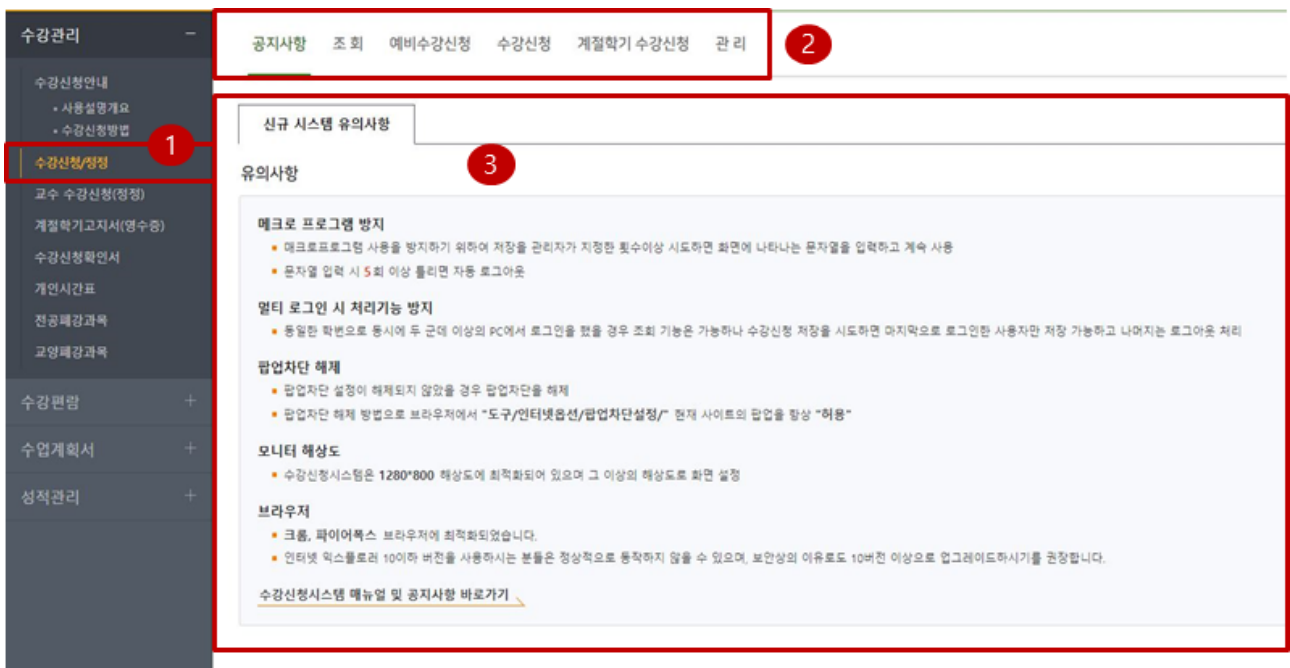 수강관리 −
수강신청안내
• 사용설명개요
• 수강신청방법
수강신청/정정
교수 수강신청(정정)
계절학기고지서(영수증)
수강신청확인서
개인시간표
전공폐강과목
교양폐강과목
수강편람 +
수업계획서 +
성적관리 +
1
공지사항 조 회 예비수강신청 수강신청 계절학기 수강신청 관 리
2
신규 시스템 유의사항
3
유의사항
메크로 프로그램 방지
▪ 매크로프로그램 사용을 방지하기 위하여 저장을 관리자가 지정한 횟수이상 시도하면 화면에 나타나는 문자열을 입력하고 계속 사용
▪ 문자열 입력 시 5회 이상 틀리면 자동 로그아웃
멀티 로그인 시 처리기능 방지
▪ 동일한 학번으로 동시에 두 군데 이상의 PC에서 로그인을 했을 경우 조회 기능은 가능하나 수강신청 저장을 시도하면 마지막으로 로그인한 사용자만 저장 가능하고 나머지는 로그아웃 처리
팝업차단 해제
▪ 팝업차단 설정이 해제되지 않았을 경우 팝업차단을 해제
▪ 팝업차단 해제 방법으로 브라우저에서 "도구/인터넷옵션/팝업차단설정/" 현재 사이트의 팝업을 항상 "허용"
모니터 해상도
▪ 수강신청시스템은 1280*800 해상도에 최적화되어 있으며 그 이상의 해상도로 화면 설정
브라우저
▪ 크롬, 파이어폭스 브라우저에 최적화되었습니다.
▪ 인터넷 익스플로러 10이하 버전을 사용하시는 분들은 정상적으로 동작하지 않을 수 있으며, 보안상의 이유로도 10버전 이상으로 업그레이드하시기를 권장합니다.
수강신청시스템 매뉴얼 및 공지사항 바로가기